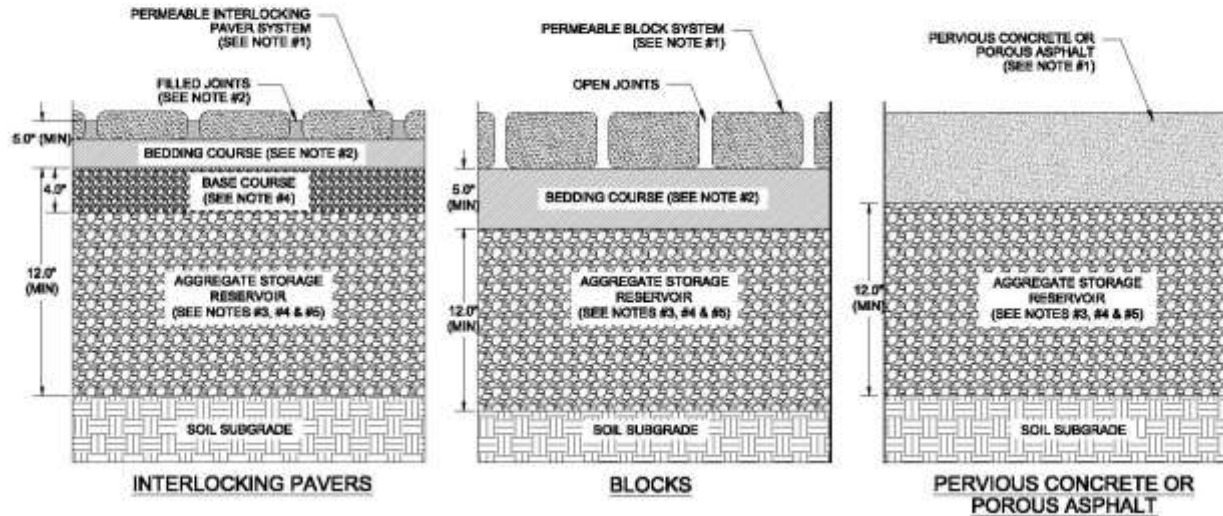 PERMEABLE INTERLOCKING
PAVER SYSTEM
(SEE NOTE #1)
FILLED JOINTS
(SEE NOTE #2)
5.0" (MIN)
BEDDING COURSE (SEE NOTE #2)
4.0"
BASE COURSE
(SEE NOTE #4)
12.0"
(MIN)
AGGREGATE STORAGE
RESERVOIR
(SEE NOTES #3, #4 & #5)
SOIL SUBGRADE
INTERLOCKING PAVERS
PERMEABLE BLOCK SYSTEM
(SEE NOTE #1)
OPEN JOINTS
5.0"
(MIN)
BEDDING COURSE (SEE NOTE #2)
12.0"
(MIN)
AGGREGATE STORAGE
RESERVOIR
(SEE NOTES #3, #4 & #5)
SOIL SUBGRADE
BLOCKS
PERVIOUS CONCRETE OR
POROUS ASPHALT
(SEE NOTE #1)
12.0"
(MIN)
AGGREGATE STORAGE
RESERVOIR
(SEE NOTES #3, #4 & #5)
SOIL SUBGRADE
PERVIOUS CONCRETE OR
POROUS ASPHALT